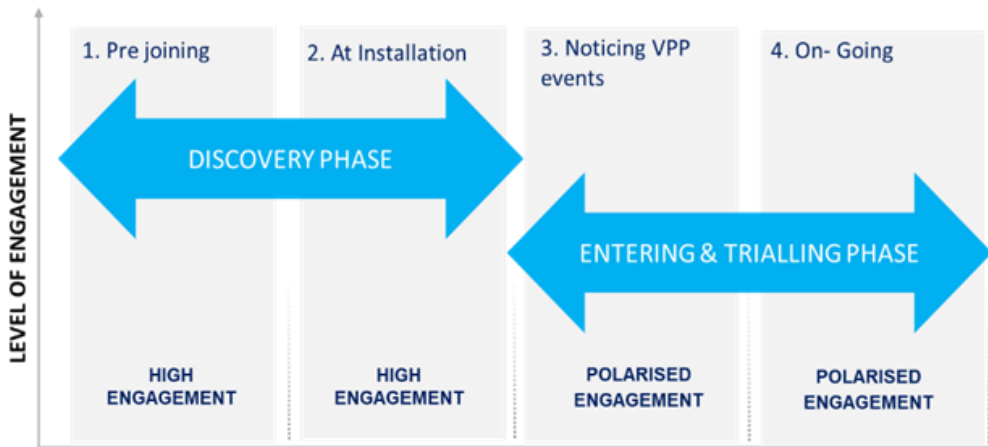 LEVEL OF ENGAGEMENT
1. Pre joining
2. At Installation
3. Noticing VPP
events
4. On- Going
DISCOVERY PHASE
ENTERING & TRIALLING PHASE
HIGH
ENGAGEMENT
HIGH
ENGAGEMENT
POLARISED
ENGAGEMENT
POLARISED
ENGAGEMENT